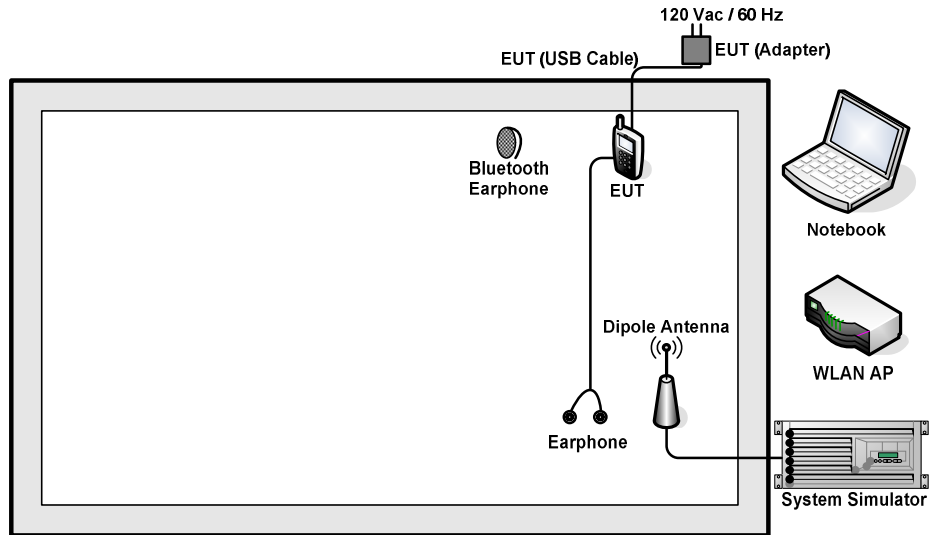 120 Vac / 60 Hz
EUT (USB Cable)
EUT (Adapter)
Bluetooth
Earphone
EUT
Notebook
Dipole Antenna
WLAN AP
Earphone
System Simulator